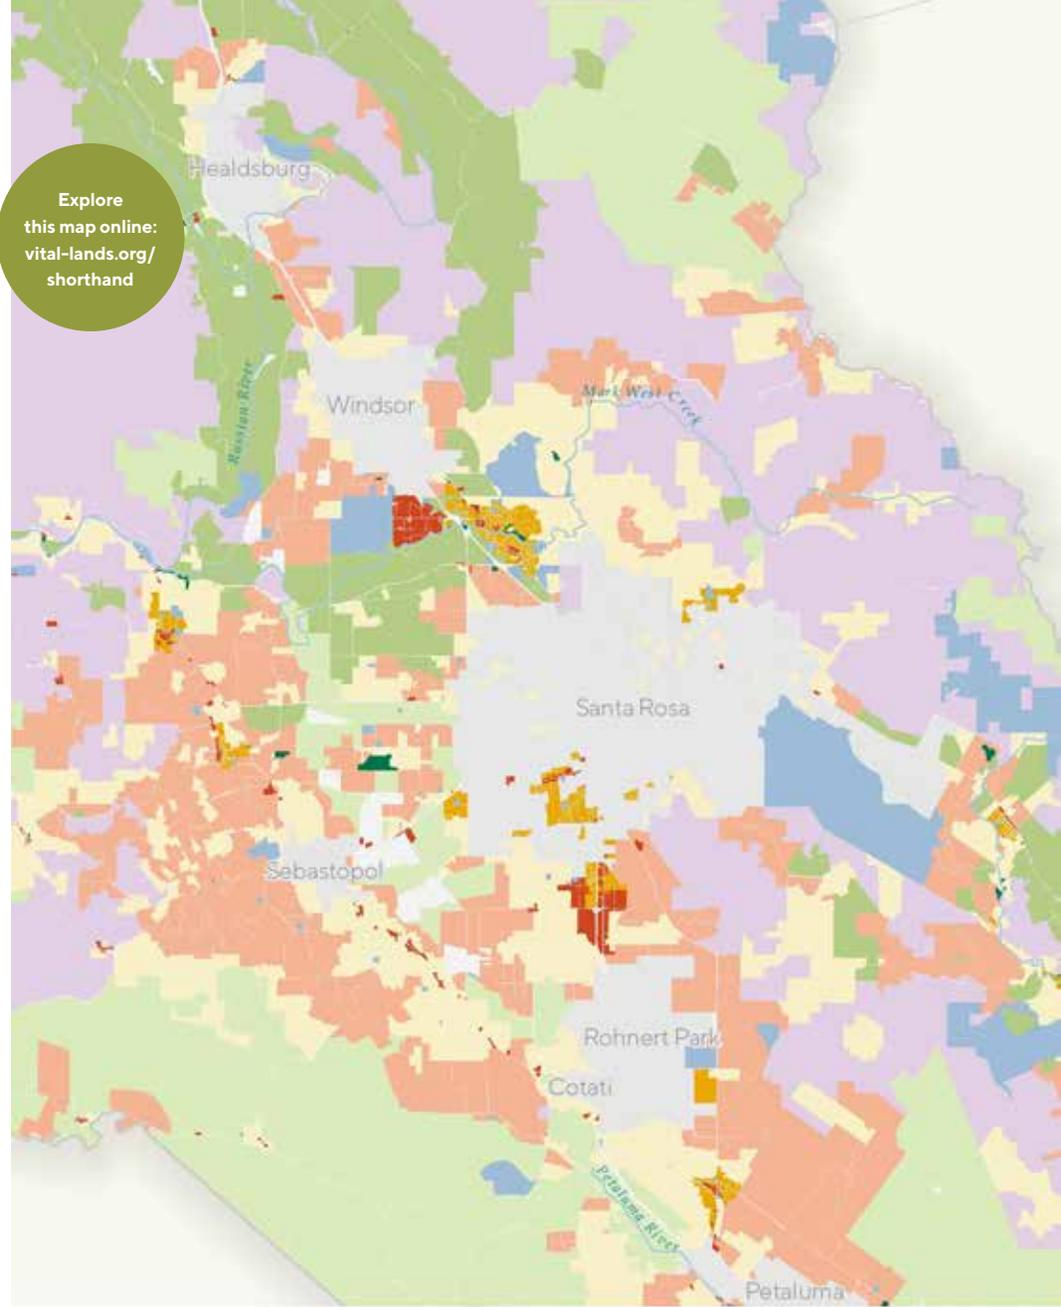 Healdsburg
Explore
this map online:
vital-lands.org/
shorthand
Russian River
Windsor
Mark West Creek
Santa Rosa
Sebastopol
Rohnert Park
Cotati
Petaluma River
Petaluma